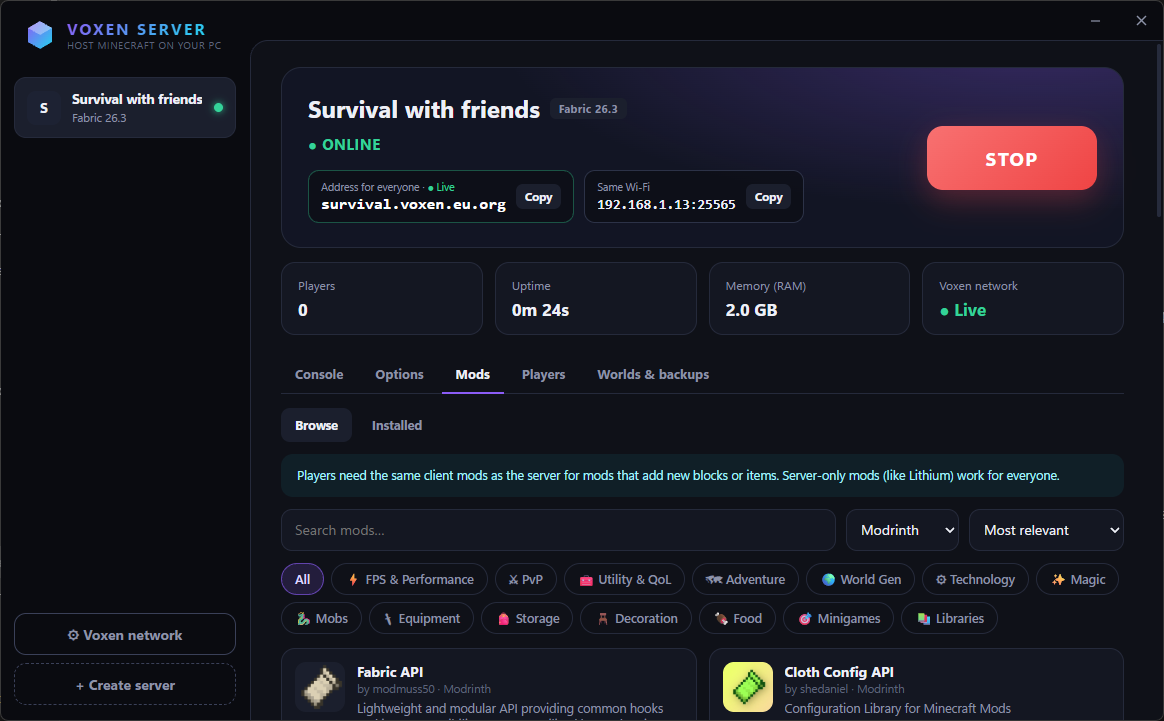 VOXEN SERVER
HOST MINECRAFT ON YOUR PC
S
Survival with friends
Fabric 26.3
Survival with friends
Fabric 26.3
● ONLINE
Address for everyone · ● Live
survival.voxen.eu.org
Copy
Same Wi-Fi
192.168.1.13:25565
Copy
STOP
Players
0
Uptime
0m 24s
Memory (RAM)
2.0 GB
Voxen network
● Live
Console
Options
Mods
Players
Worlds & backups
Browse
Installed
Players need the same client mods as the server for mods that add new blocks or items. Server-only mods (like Lithium) work for everyone.
Search mods...
Modrinth
Most relevant
All
FPS & Performance
PvP
Utility & QoL
Adventure
World Gen
Technology
Magic
Mobs
Equipment
Storage
Decoration
Food
Minigames
Libraries
Fabric API
by modmuss50 · Modrinth
Lightweight and modular API providing common hooks
Cloth Config API
by shedaniel · Modrinth
Configuration Library for Minecraft Mods
Voxen network
+ Create server